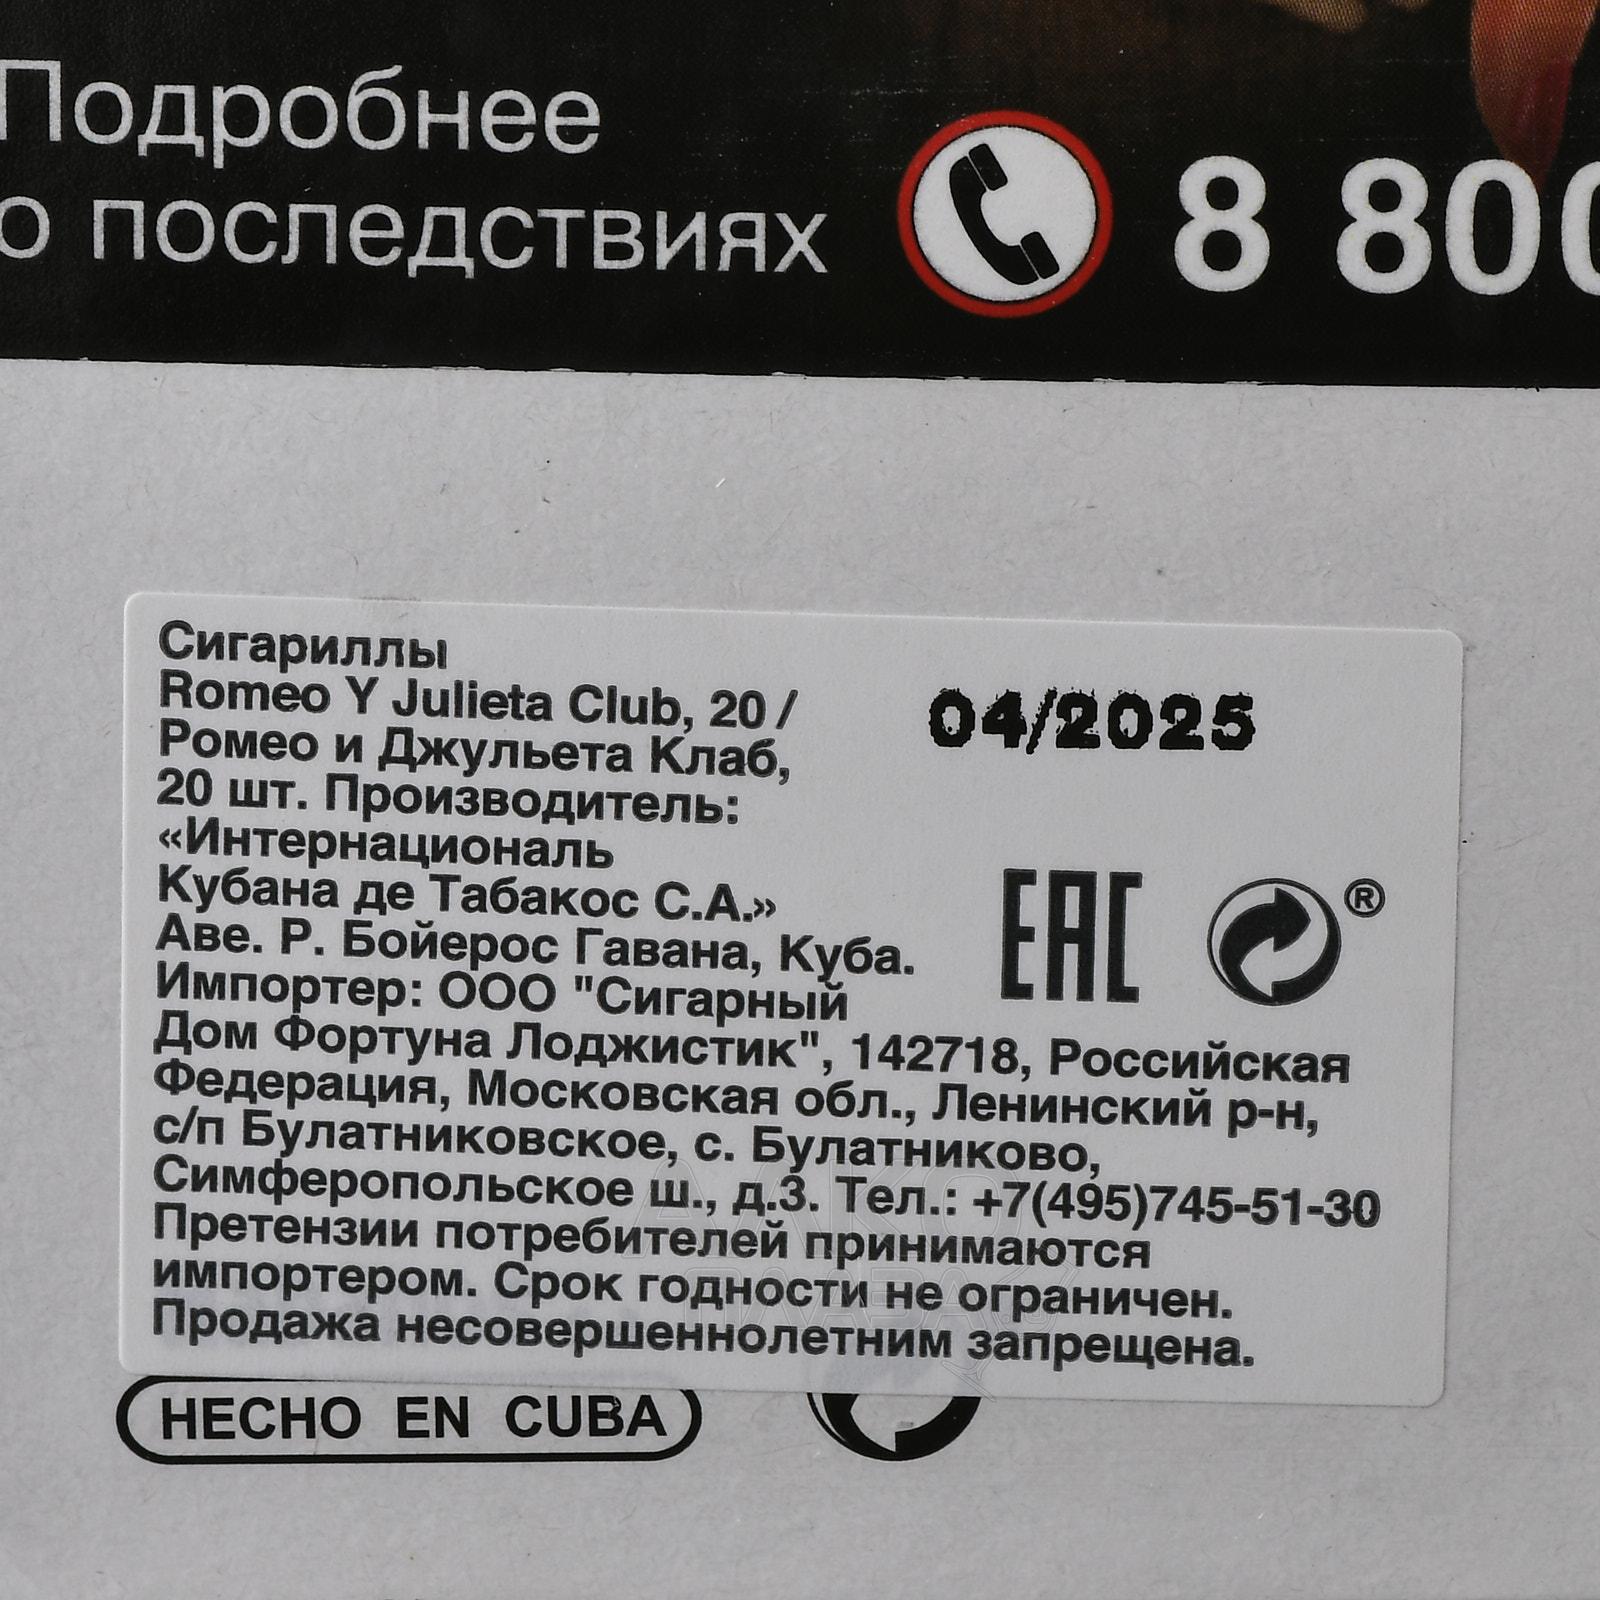 Подробнее
о последствиях
8 800
Сигариллы
Romeo Y Julieta Club, 20 /
Ромео и Джульета Клаб,
20 шт. Производитель:
«Интернациональ
Кубана де Табакос С.А.»
Аве. Р. Бойерос Гавана, Куба.
Импортер: ООО "Сигарный
Дом Фортуна Лоджистик", 142718, Российская
Федерация, Московская обл., Ленинский р-н,
с/п Булатниковское, с. Булатниково,
Симферопольское ш., д.3. Тел.: +7(495)745-51-30
Претензии потребителей принимаются
импортером. Срок годности не ограничен.
Продажа несовершеннолетним запрещена.
04/2025
EAC
®
HECHO EN CUBA